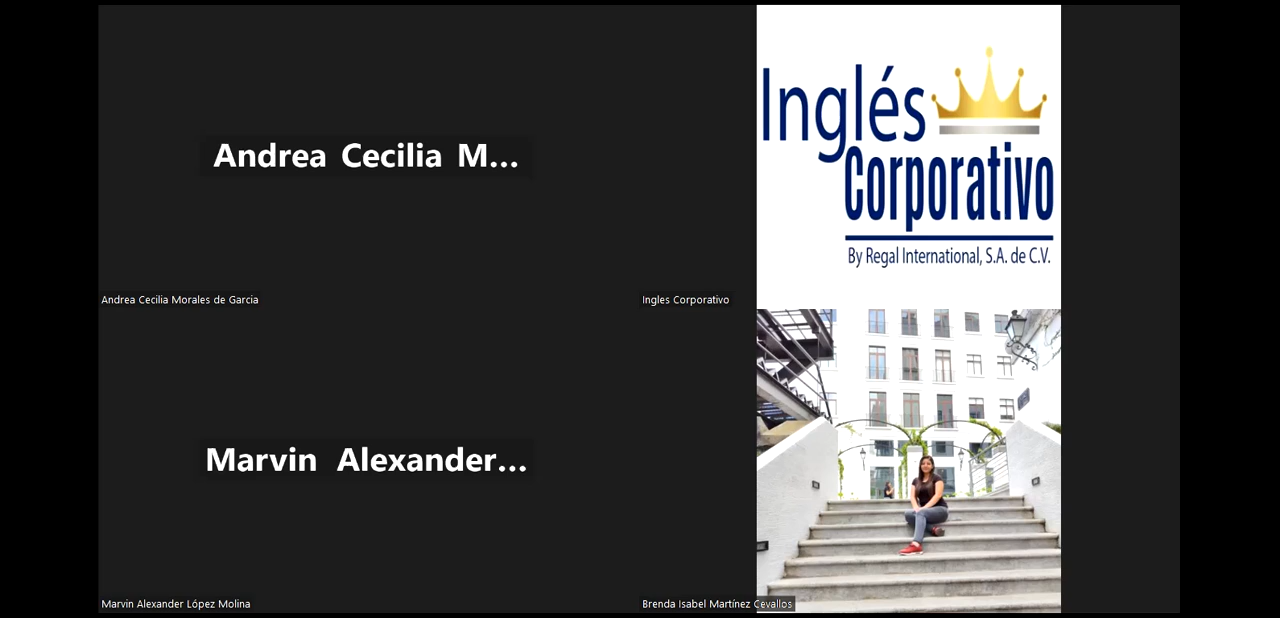 Andrea Cecilia M...
Andrea Cecilia Morales de Garcia
Inglés
Corporativo
By Regal International, S.A. de C.V.
Ingles Corporativo
Marvin Alexander...
Marvin Alexander López Molina
Brenda Isabel Martínez Cevallos